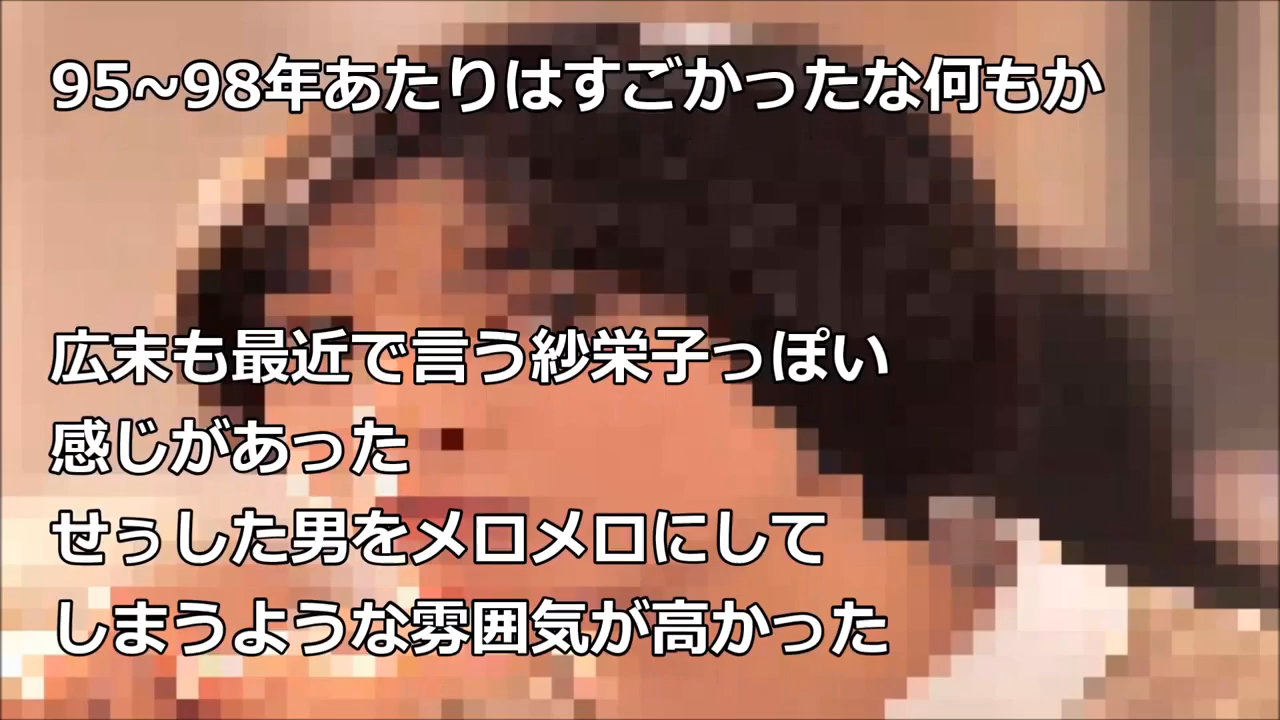 95~98年あたりはすごかったな何もか
広末も最近で言う紗栄子っぽい
感じがあった
せぅした男をメロメロにして
しまうような雰囲気が高かった